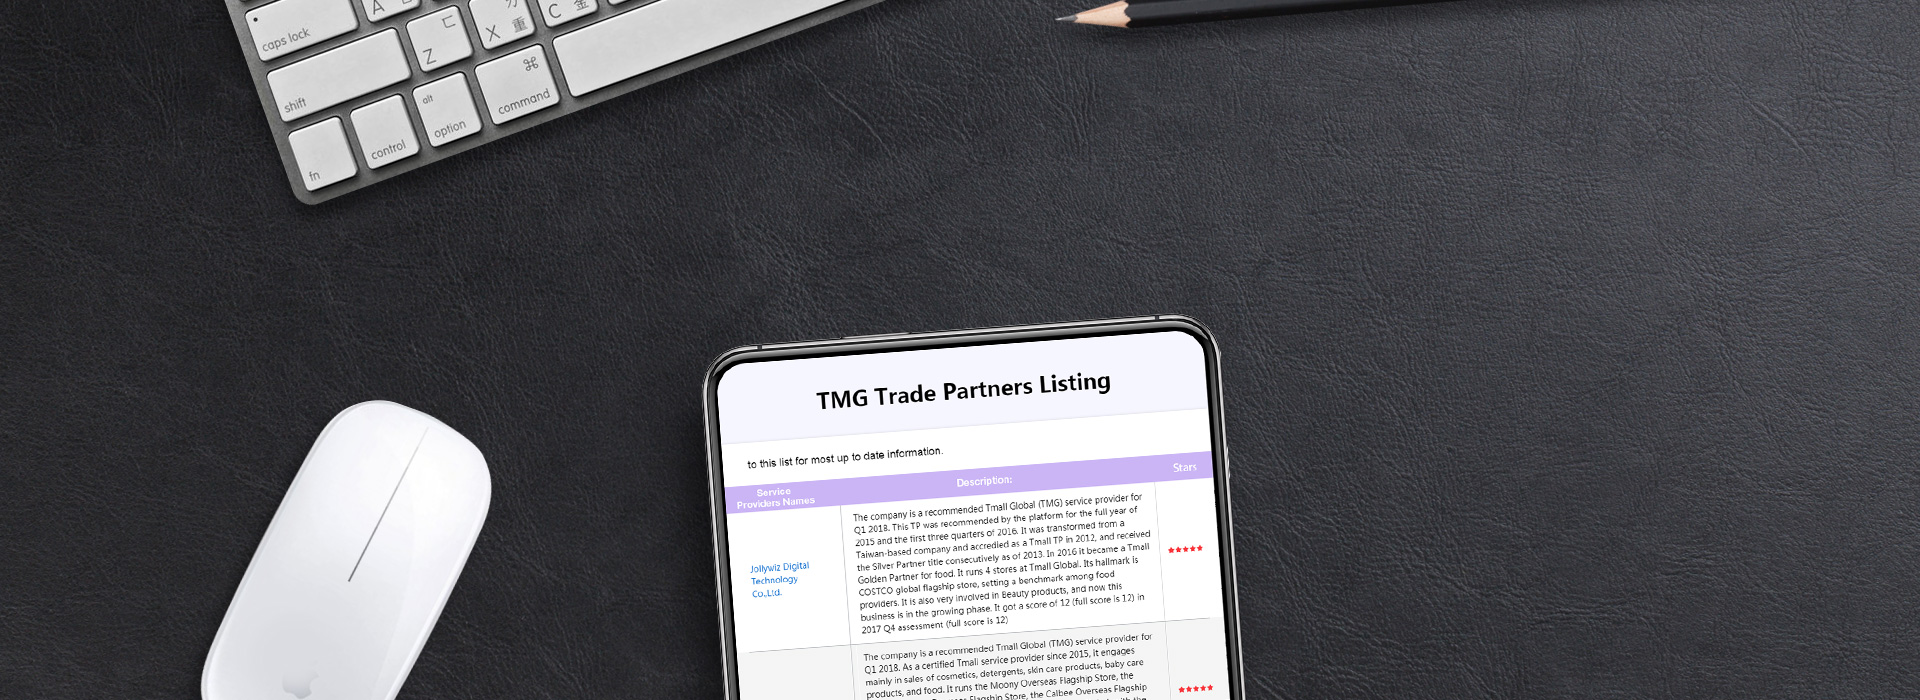 caps lock
A
Z ㄈ
X 重
C 金
shift
fn
control
alt
option
⌘
command
TMG Trade Partners Listing
to this list for most up to date information.
Service
Providers Names
Description:
Stars
Jollywiz Digital
Technology
Co.,Ltd.
The company is a recommended Tmall Global (TMG) service provider for
Q1 2018. This TP was recommended by the platform for the full year of
2015 and the first three quarters of 2016. It was transformed from a
Taiwan-based company and accredied as a Tmall TP in 2012, and received
the Silver Partner title consecutively as of 2013. In 2016 it became a Tmall
Golden Partner for food. It runs 4 stores at Tmall Global. Its hallmark is
COSTCO global flagship store, setting a benchmark among food
providers. It is also very involved in Beauty products, and now this
business is in the growing phase. It got a score of 12 (full score is 12) in
2017 Q4 assessment (full score is 12)
★★★★★
The company is a recommended Tmall Global (TMG) service provider for
Q1 2018. As a certified Tmall service provider since 2015, it engages
mainly in sales of cosmetics, detergents, skin care products, baby care
products, and food. It runs the Moony Overseas Flagship Store, the
Flagship Store, the Calbee Overseas Flagship
with the
★★★★★